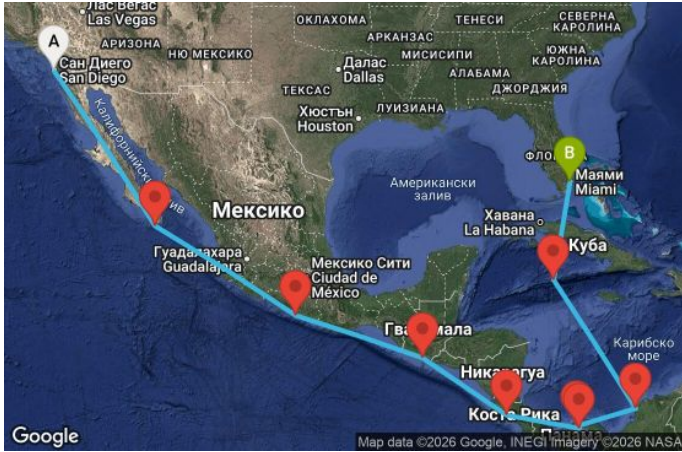 Лас Вегас
Las Vegas
ОКЛАХОМА
ТЕНЕСИ
СЕВЕРНА
КАРОЛИНА
A
АРИЗОНА
НЮ МЕКСИКО
АРКАНЗАС
МИСИСИПИ
ЮЖНА
КАРОЛИНА
Сан Диего
San Diego
Далас
Dallas
АЛАБАМА
ТЕКСАС
ДЖОРДЖИЯ
Хюстън
Houston
ЛУИЗИАНА
B
Маями
Miami
Американски
залив
Мексико
Хавана
La Habana
Куба
Гуадалахара
Guadalajara
Мексико Сити
Ciudad de
México
Карибско
море
Никарагуа
Коста Рика
Google
Map data ©2026 Google, INEGI Imagery ©2026 NASA